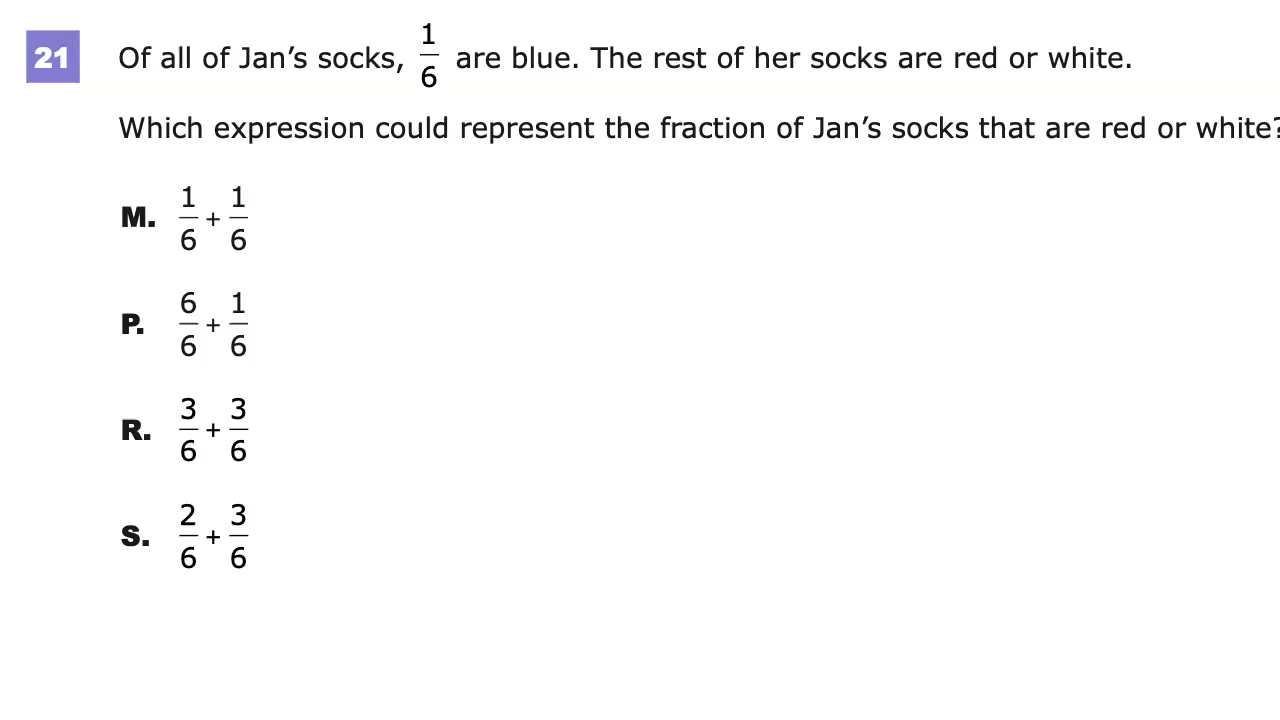 21 Of all of Jan's socks, 1/6 are blue. The rest of her socks are red or white.
Which expression could represent the fraction of Jan's socks that are red or white?
M. 1/6 + 1/6
P. 6/6 + 1/6
R. 3/6 + 3/6
S. 2/6 + 3/6